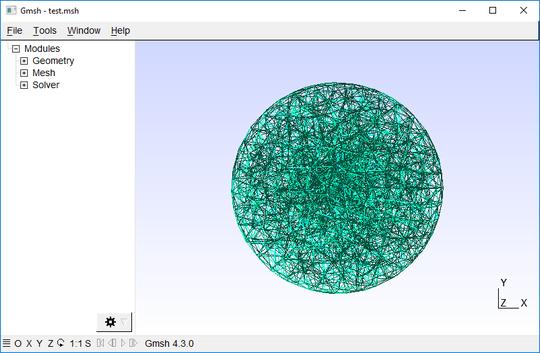 Gmsh - test.msh
File Tools Window Help
Modules
Geometry
Mesh
Solver
Y
Z X
O X Y Z 1:1 S Gmsh 4.3.0